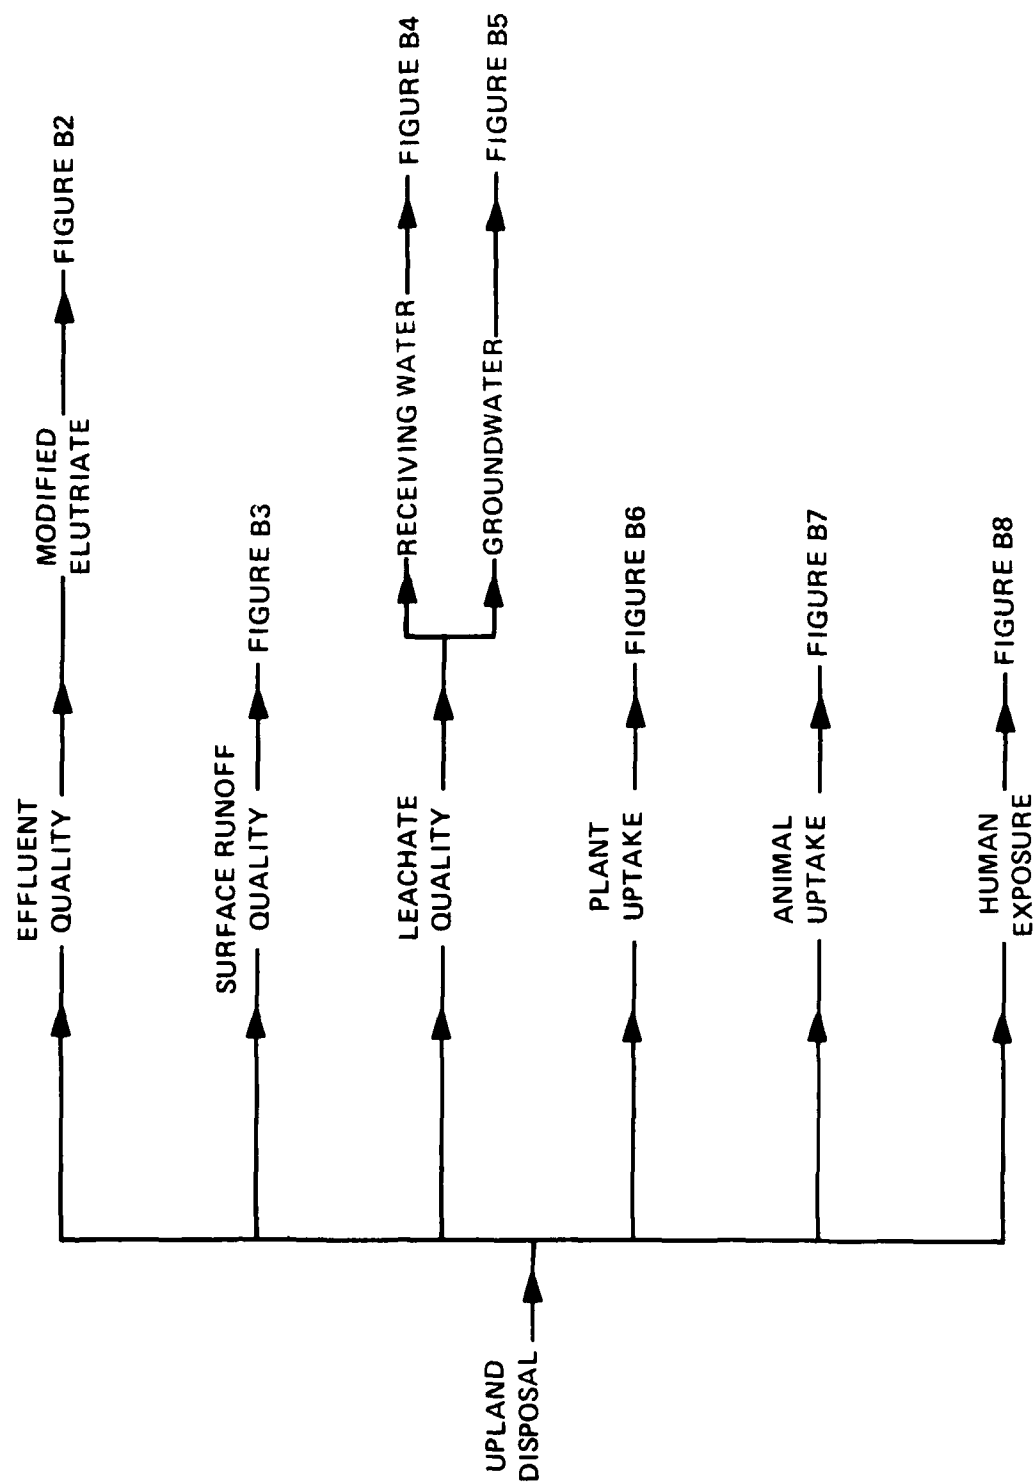 UPLAND
DISPOSAL
EFFLUENT
QUALITY
MODIFIED
ELUTRIATE
FIGURE B2
SURFACE RUNOFF
QUALITY
FIGURE B3
LEACHATE
QUALITY
RECEIVING WATER
FIGURE B4
GROUNDWATER
FIGURE B5
PLANT
UPTAKE
FIGURE B6
ANIMAL
UPTAKE
FIGURE B7
HUMAN
EXPOSURE
FIGURE B8